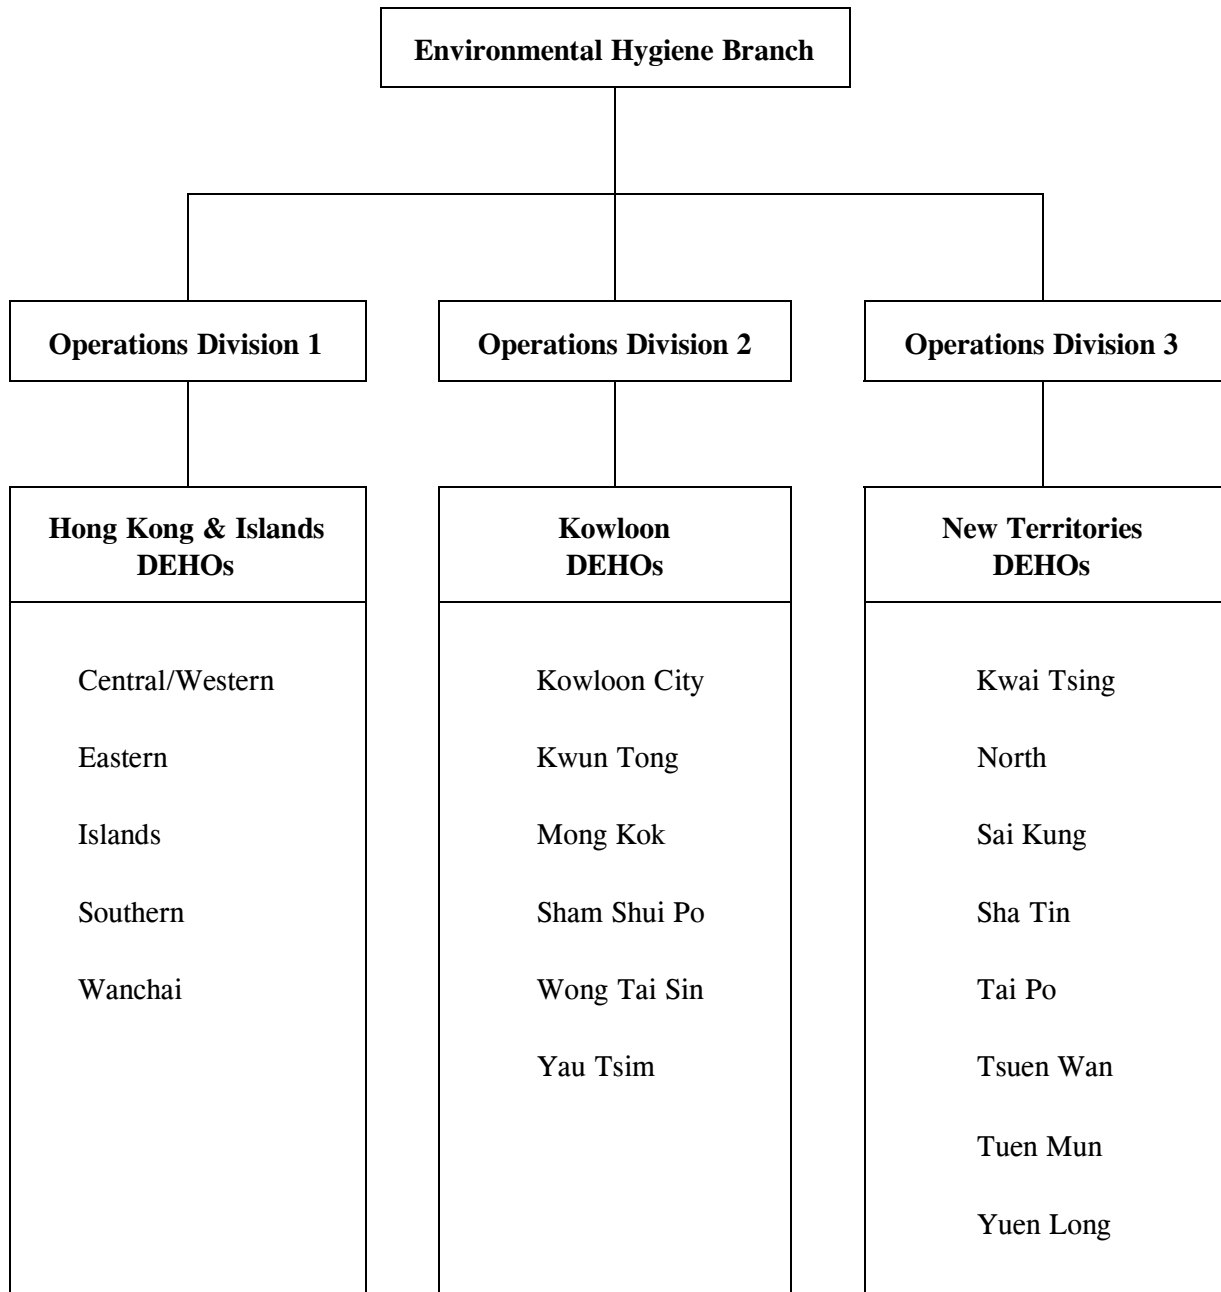 Environmental Hygiene Branch
Operations Division 1
Operations Division 2
Operations Division 3
Hong Kong & Islands
DEHOs
Kowloon
DEHOs
New Territories
DEHOs
Central/Western
Eastern
Islands
Southern
Wanchai
Kowloon City
Kwun Tong
Mong Kok
Sham Shui Po
Wong Tai Sin
Yau Tsim
Kwai Tsing
North
Sai Kung
Sha Tin
Tai Po
Tsuen Wan
Tuen Mun
Yuen Long